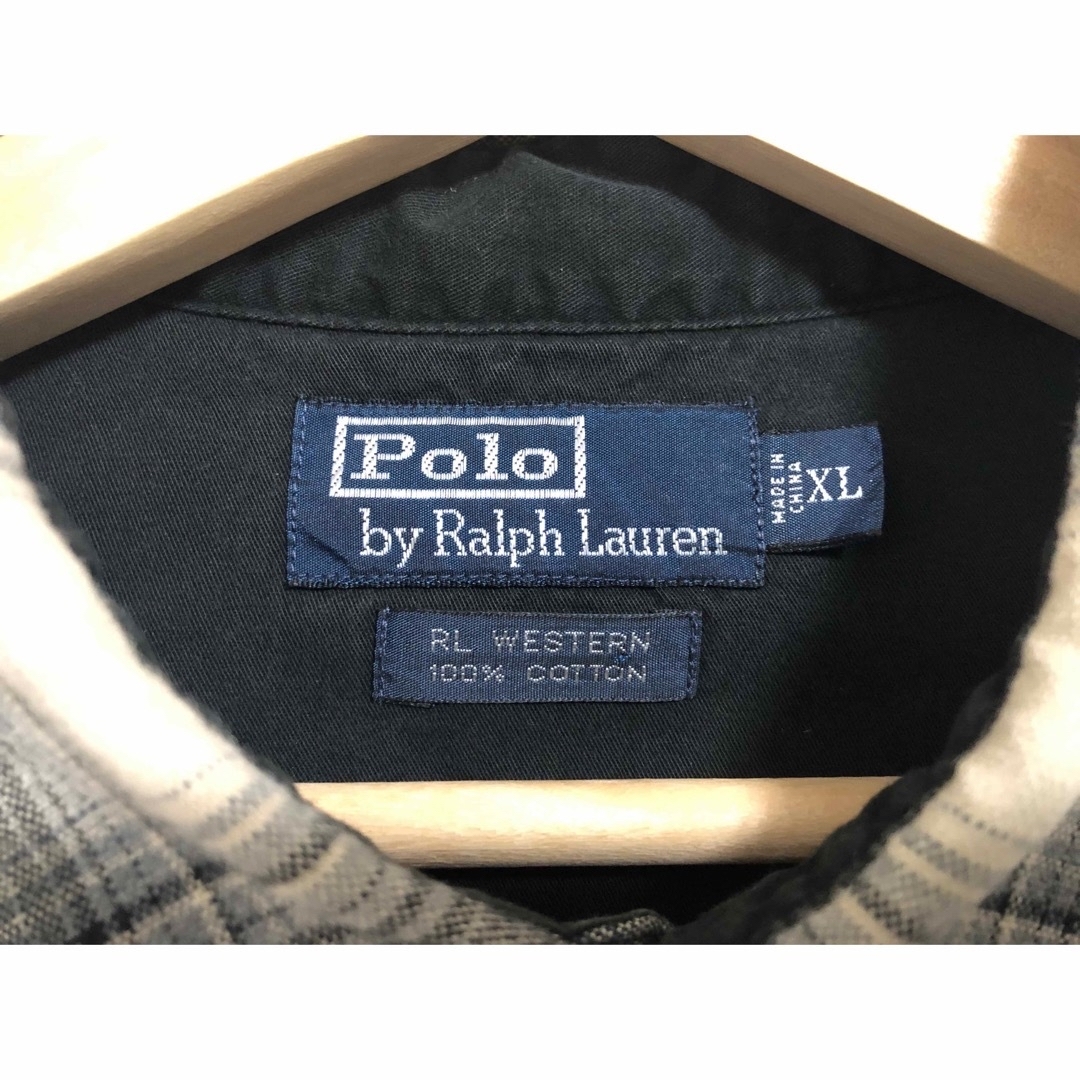 Polo
by Ralph Lauren
MADE IN
CHINA
XL
RL WESTERN
100% COTTON